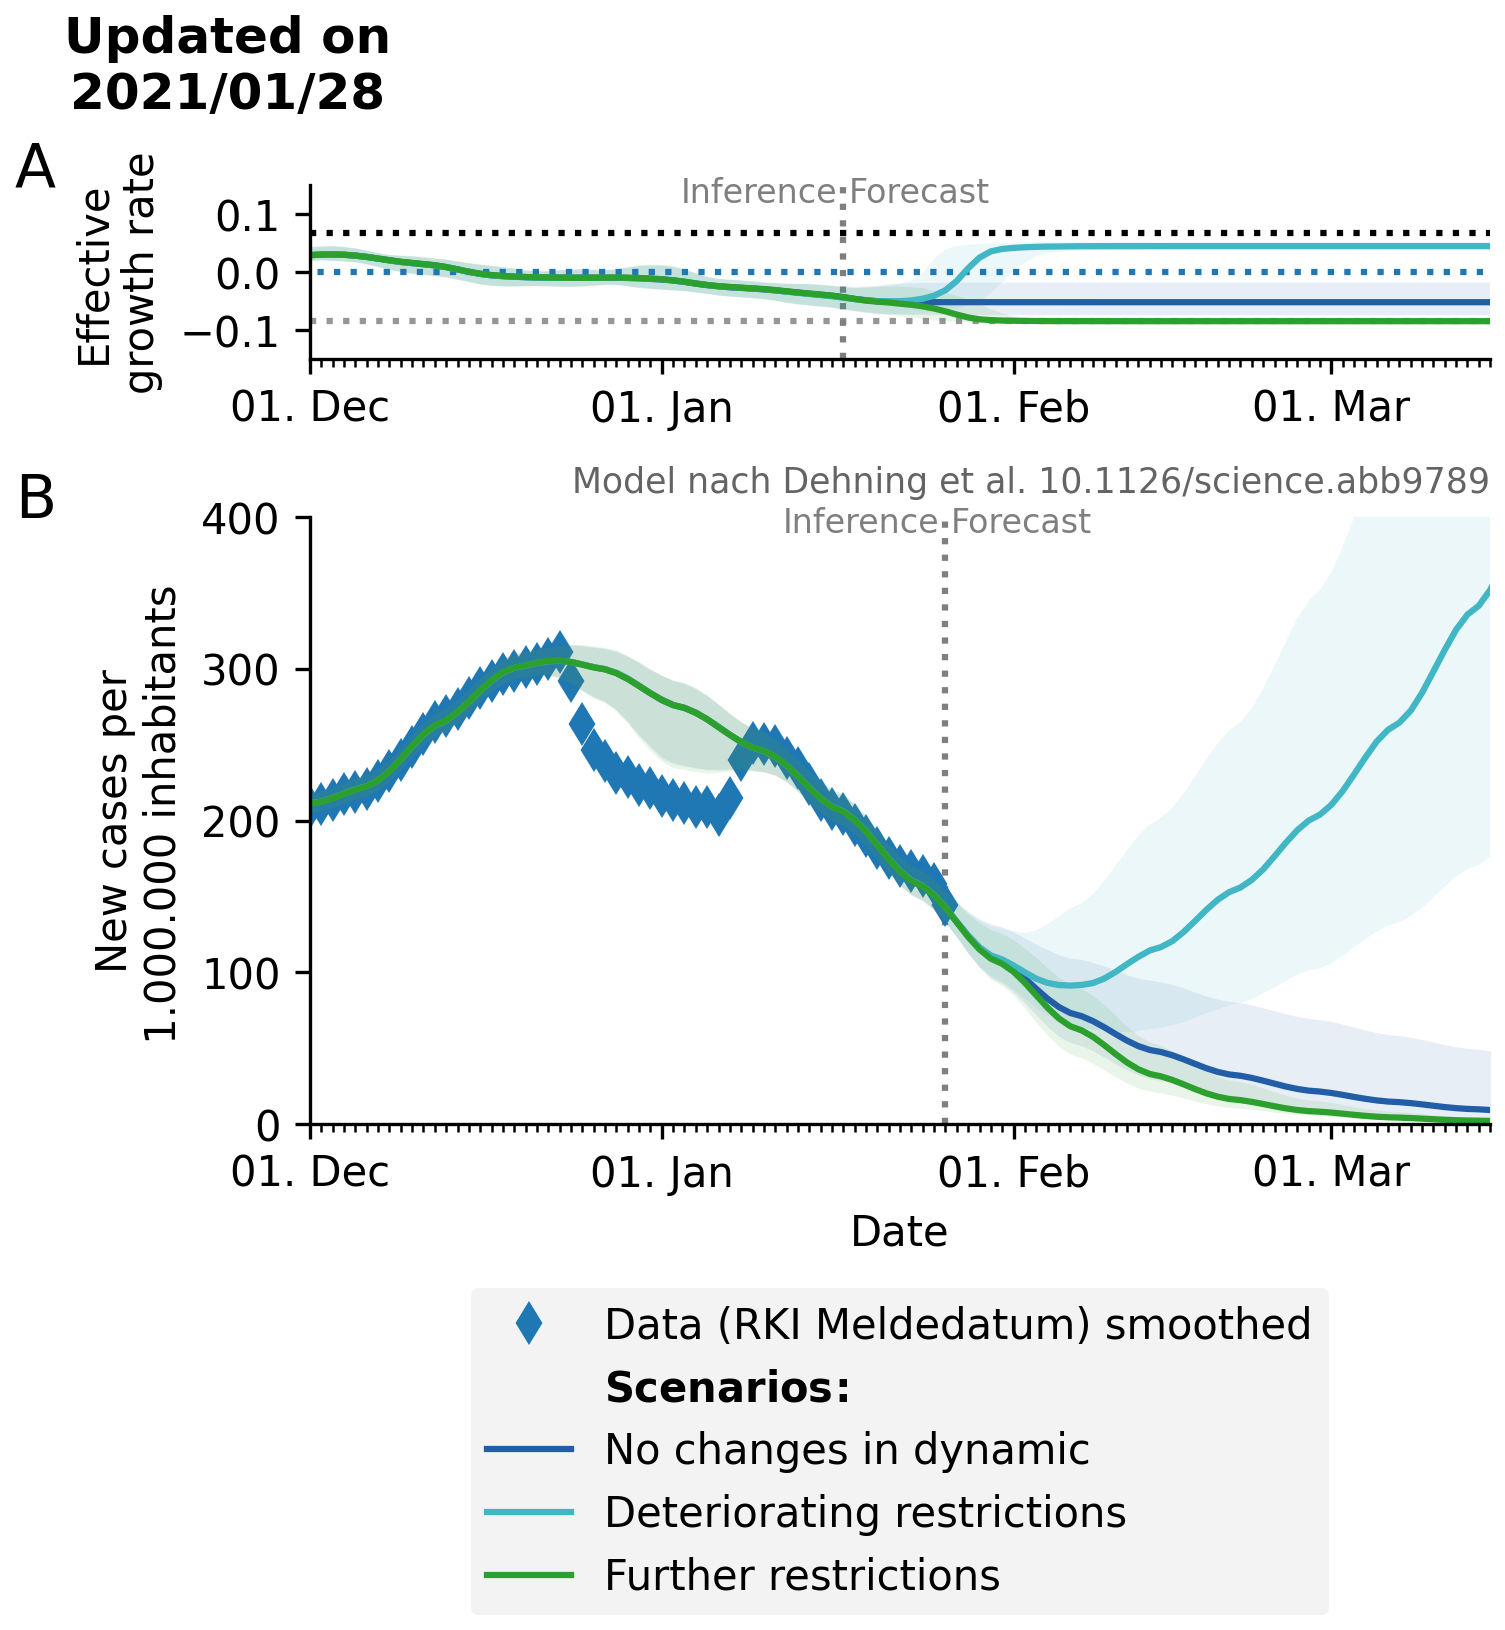 Updated on
2021/01/28
A
Effective
growth rate
Inference Forecast
0.1
0.0
−0.1
01. Dec 01. Jan 01. Feb 01. Mar
B
Model nach Dehning et al. 10.1126/science.abb9789
Inference Forecast
New cases per
1.000.000 inhabitants
400
300
200
100
0
01. Dec 01. Jan 01. Feb 01. Mar
Date
Data (RKI Meldedatum) smoothed
Scenarios:
No changes in dynamic
Deteriorating restrictions
Further restrictions